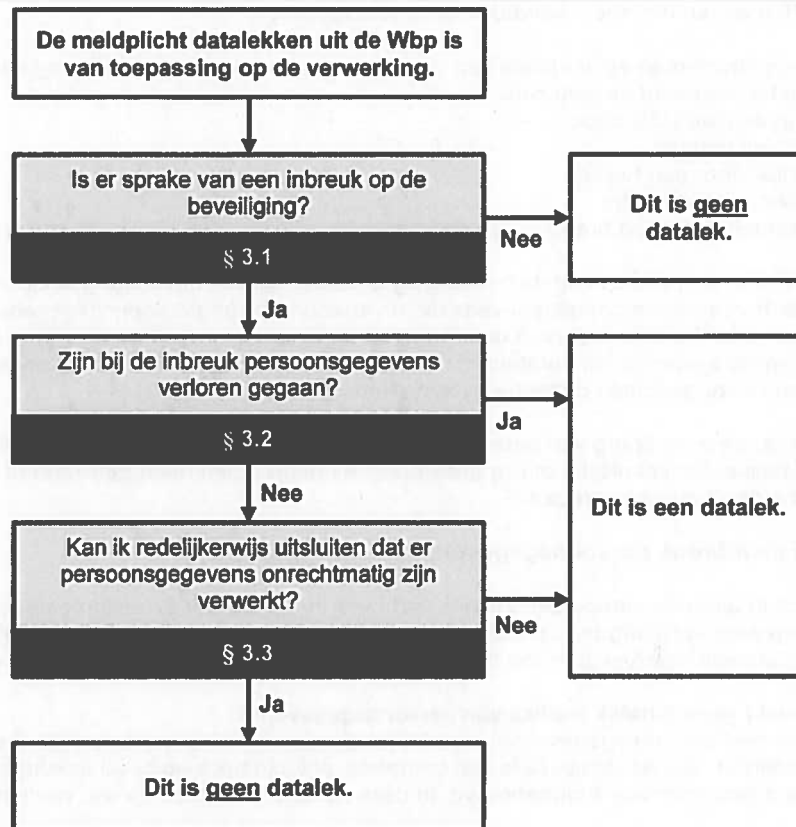 De meldplicht datalekken uit de Wbp is
van toepassing op de verwerking.
Is er sprake van een inbreuk op de
beveiliging?
§ 3.1
Nee
Dit is geen
datalek.
Ja
Zijn bij de inbreuk persoonsgegevens
verloren gegaan?
§ 3.2
Ja
Dit is een datalek.
Nee
Kan ik redelijkerwijs uitsluiten dat er
persoonsgegevens onrechtmatig zijn
verwerkt?
§ 3.3
Nee
Ja
Dit is geen datalek.